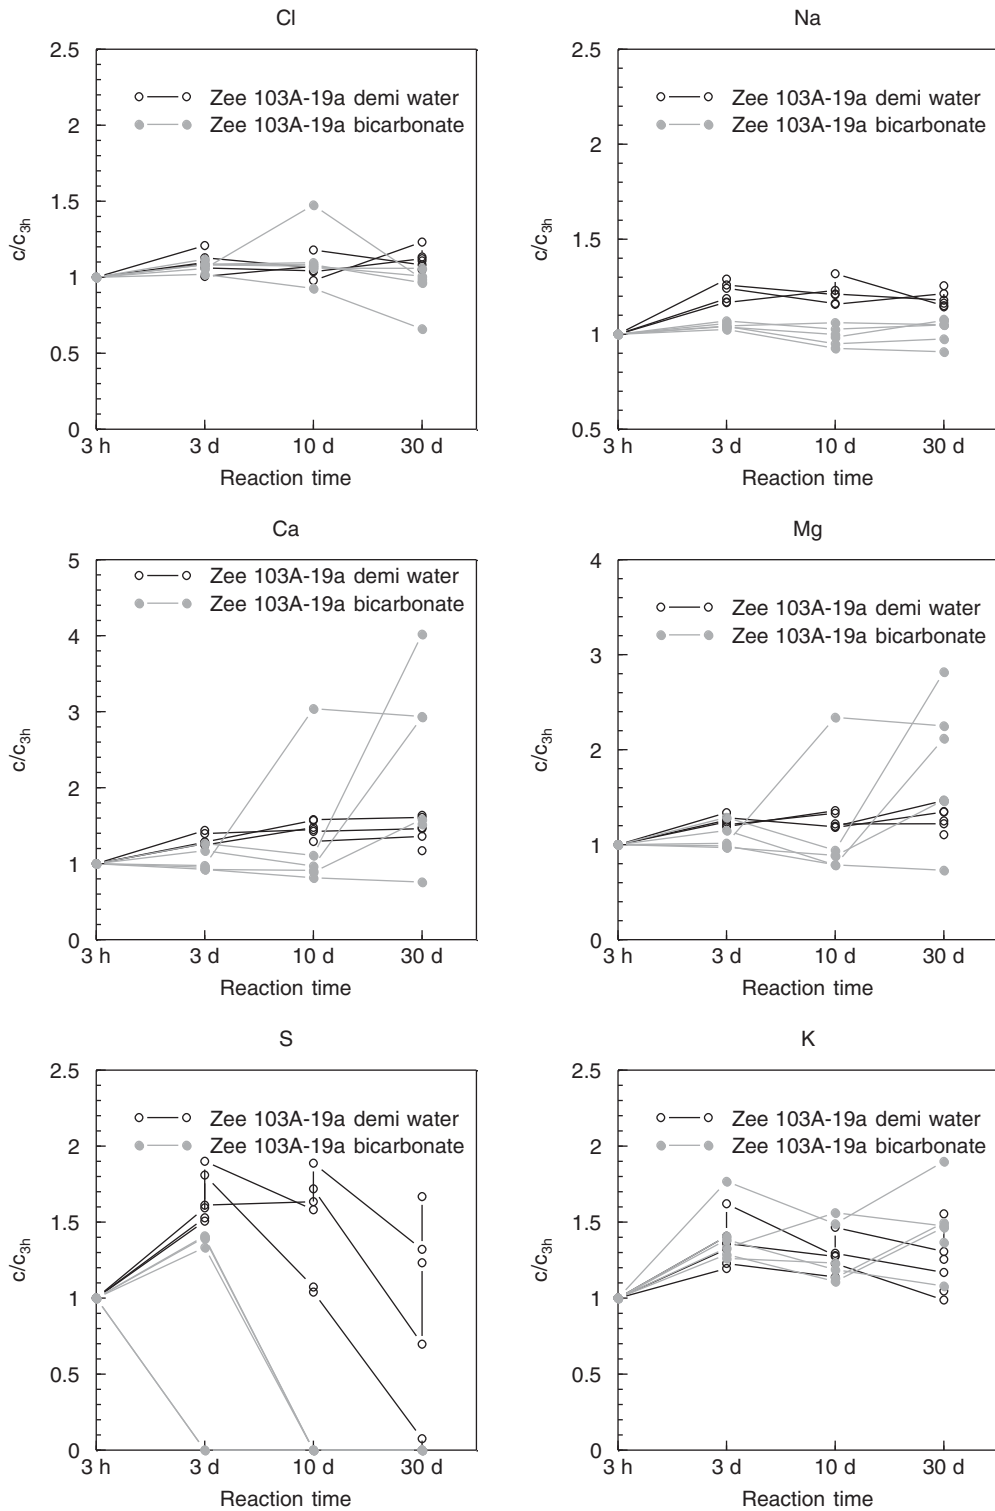 Cl
2.5
2
1.5
1
0.5
0
c/c3h
Zee 103A-19a demi water
Zee 103A-19a bicarbonate
3 h 3 d 10 d 30 d
Reaction time
Na
2.5
2
1.5
1
0.5
c/c3h
Zee 103A-19a demi water
Zee 103A-19a bicarbonate
3 h 3 d 10 d 30 d
Reaction time
Ca
5
4
3
2
1
0
c/c3h
Zee 103A-19a demi water
Zee 103A-19a bicarbonate
3 h 3 d 10 d 30 d
Reaction time
Mg
4
3
2
1
0
c/c3h
Zee 103A-19a demi water
Zee 103A-19a bicarbonate
3 h 3 d 10 d 30 d
Reaction time
S
2.5
2
1.5
1
0.5
0
c/c3h
Zee 103A-19a demi water
Zee 103A-19a bicarbonate
3 h 3 d 10 d 30 d
Reaction time
K
2.5
2
1.5
1
0.5
0
c/c3h
Zee 103A-19a demi water
Zee 103A-19a bicarbonate
3 h 3 d 10 d 30 d
Reaction time